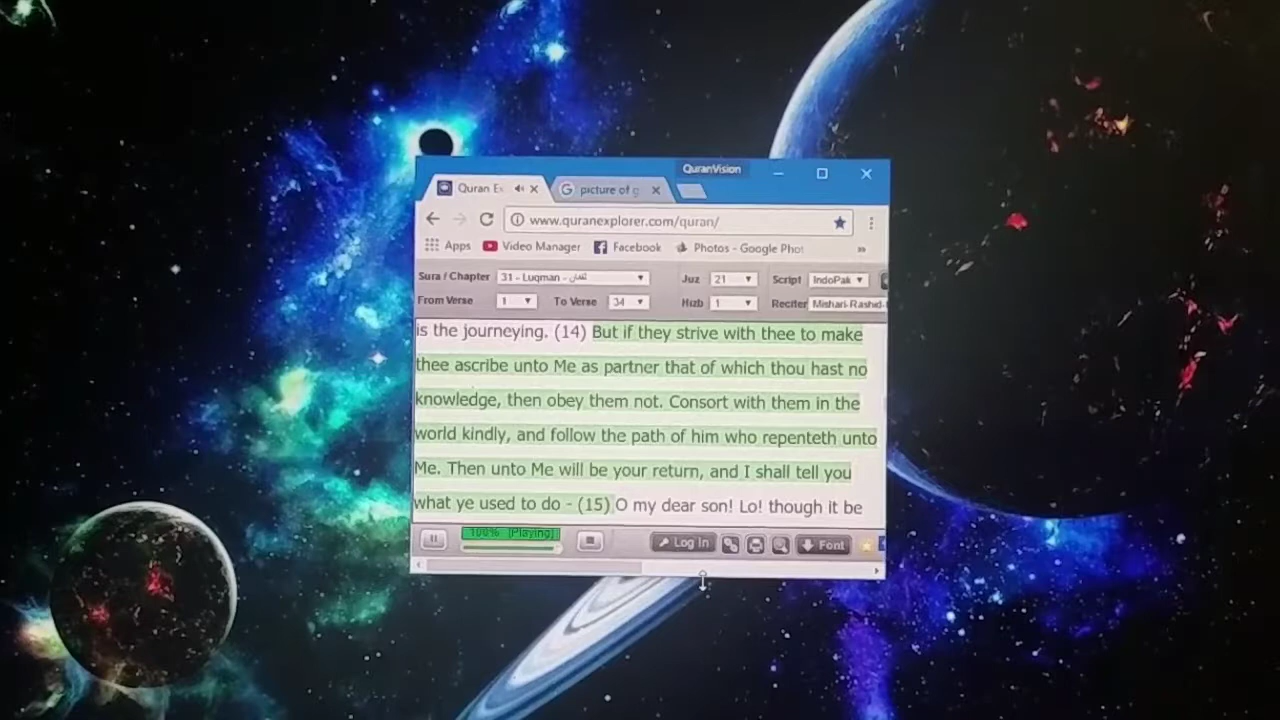 QuranVision
Quran Ex
picture of g
www.quranexplorer.com/quran/
Apps Video Manager Facebook Photos - Google Phot »
Sura / Chapter 31 - Luqman - لقمان Juz 21 Script IndoPak
From Verse 1 To Verse 34 Hizb 1 Reciter Mishari-Rashid-
is the journeying. (14) But if they strive with thee to make
thee ascribe unto Me as partner that of which thou hast no
knowledge, then obey them not. Consort with them in the
world kindly, and follow the path of him who repenteth unto
Me. Then unto Me will be your return, and I shall tell you
what ye used to do - (15) O my dear son! Lo! though it be
100% [Playing] Log In Font